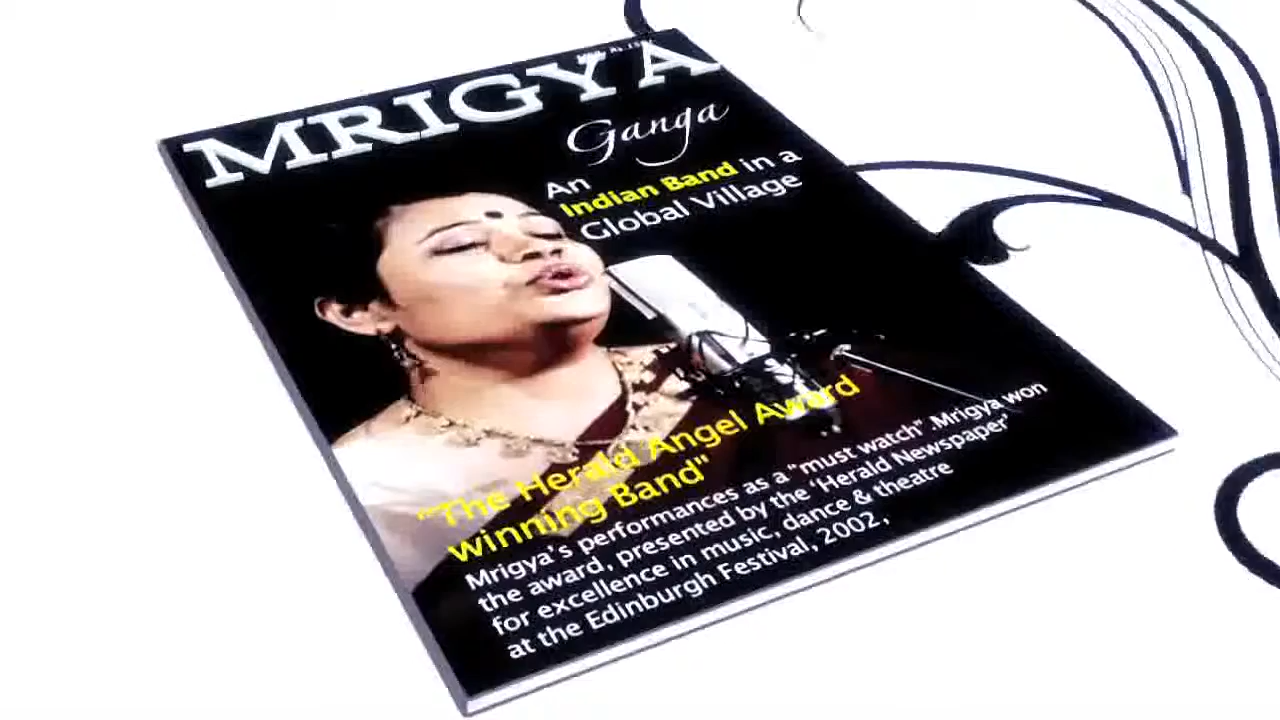 MRIGYA
Ganga
An
Indian Band in a
Global Village
"The Herald Angel Award
winning Band"
Mrigya's performances as a "must watch".Mrigya won
the award, presented by the 'Herald Newspaper'
for excellence in music, dance & theatre
at the Edinburgh Festival, 2002,